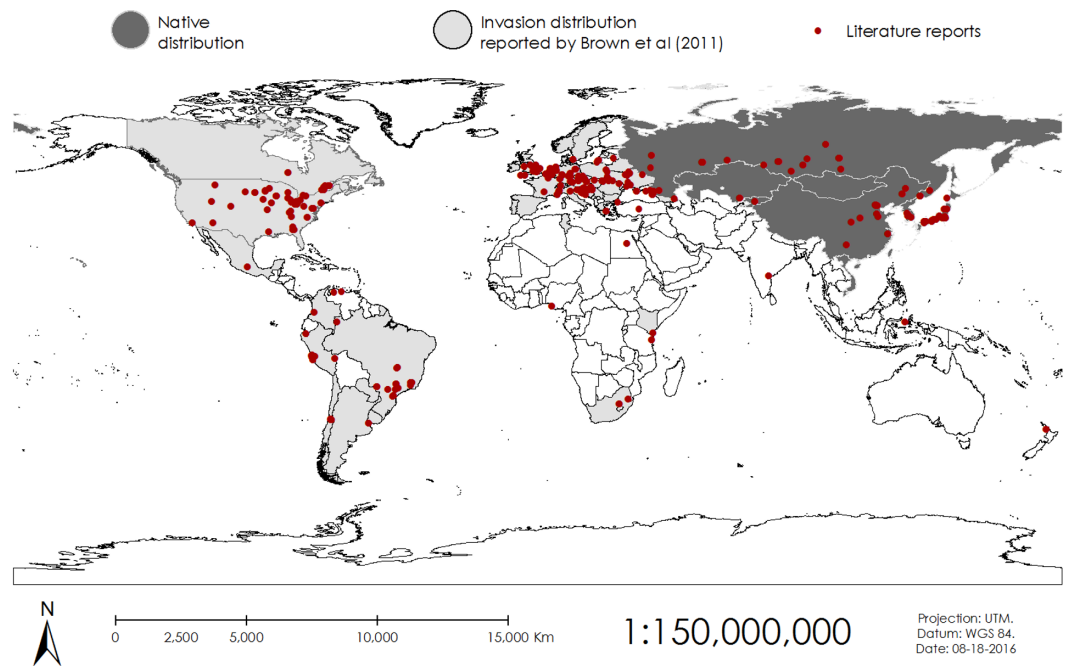 Native
distribution
Invasion distribution
reported by Brown et al (2011)
Literature reports
N
0 2,500 5,000 10,000 15,000 Km
1:150,000,000
Projection: UTM.
Datum: WGS 84.
Date: 08-18-2016